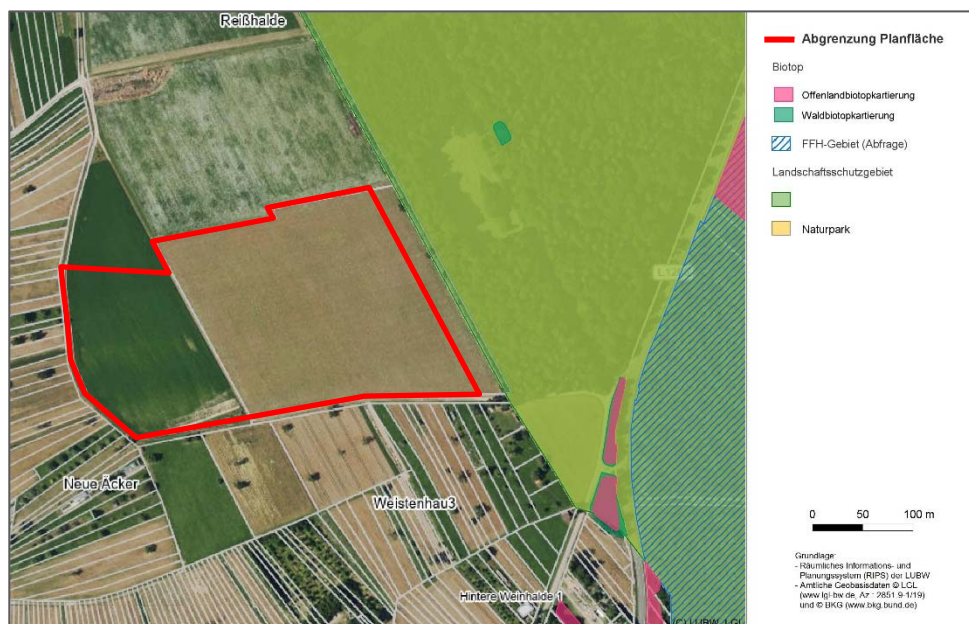 Reißhalde
Neue Äcker
Weistenhau3
Hintere Weinhalde 1
(C) LUBW, LGL
Abgrenzung Planfläche
Biotop
Offenlandbiotopkartierung
Waldbiotopkartierung
FFH-Gebiet (Abfrage)
Landschaftsschutzgebiet
Naturpark
0 50 100 m
Grundlage:
- Räumliches Informations- und
Planungssystem (RIPS) der LUBW
- Amtliche Geobasisdaten © LGL
(www.lgl-bw.de, Az.: 2851.9-1/19)
und © BKG (www.bkg.bund.de)